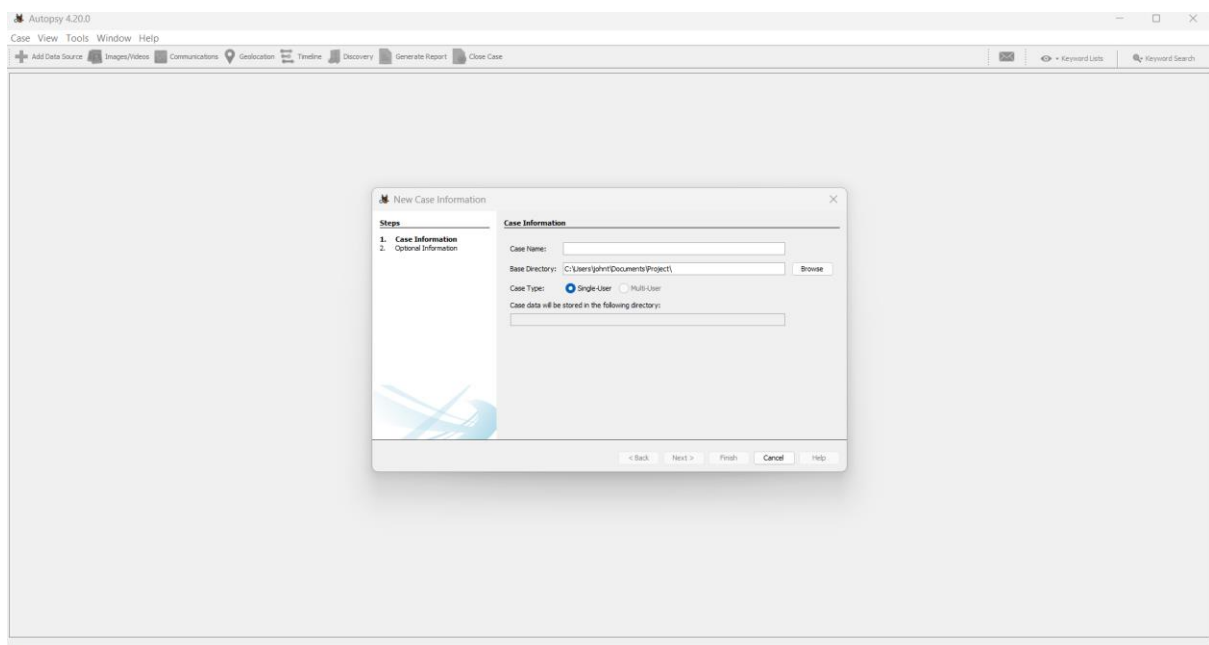 Autopsy 4.20.0
Case View Tools Window Help
Add Data Source Images/Videos Communications Geolocation Timeline Discovery Generate Report Close Case Keyword Lists Keyword Search
New Case Information
Steps
1. Case Information
2. Optional Information
Case Information
Case Name:
Base Directory: C:\Users\johnt\Documents\Project\ Browse
Case Type: Single-User Multi-User
Case data will be stored in the following directory:
< Back Next > Finish Cancel Help